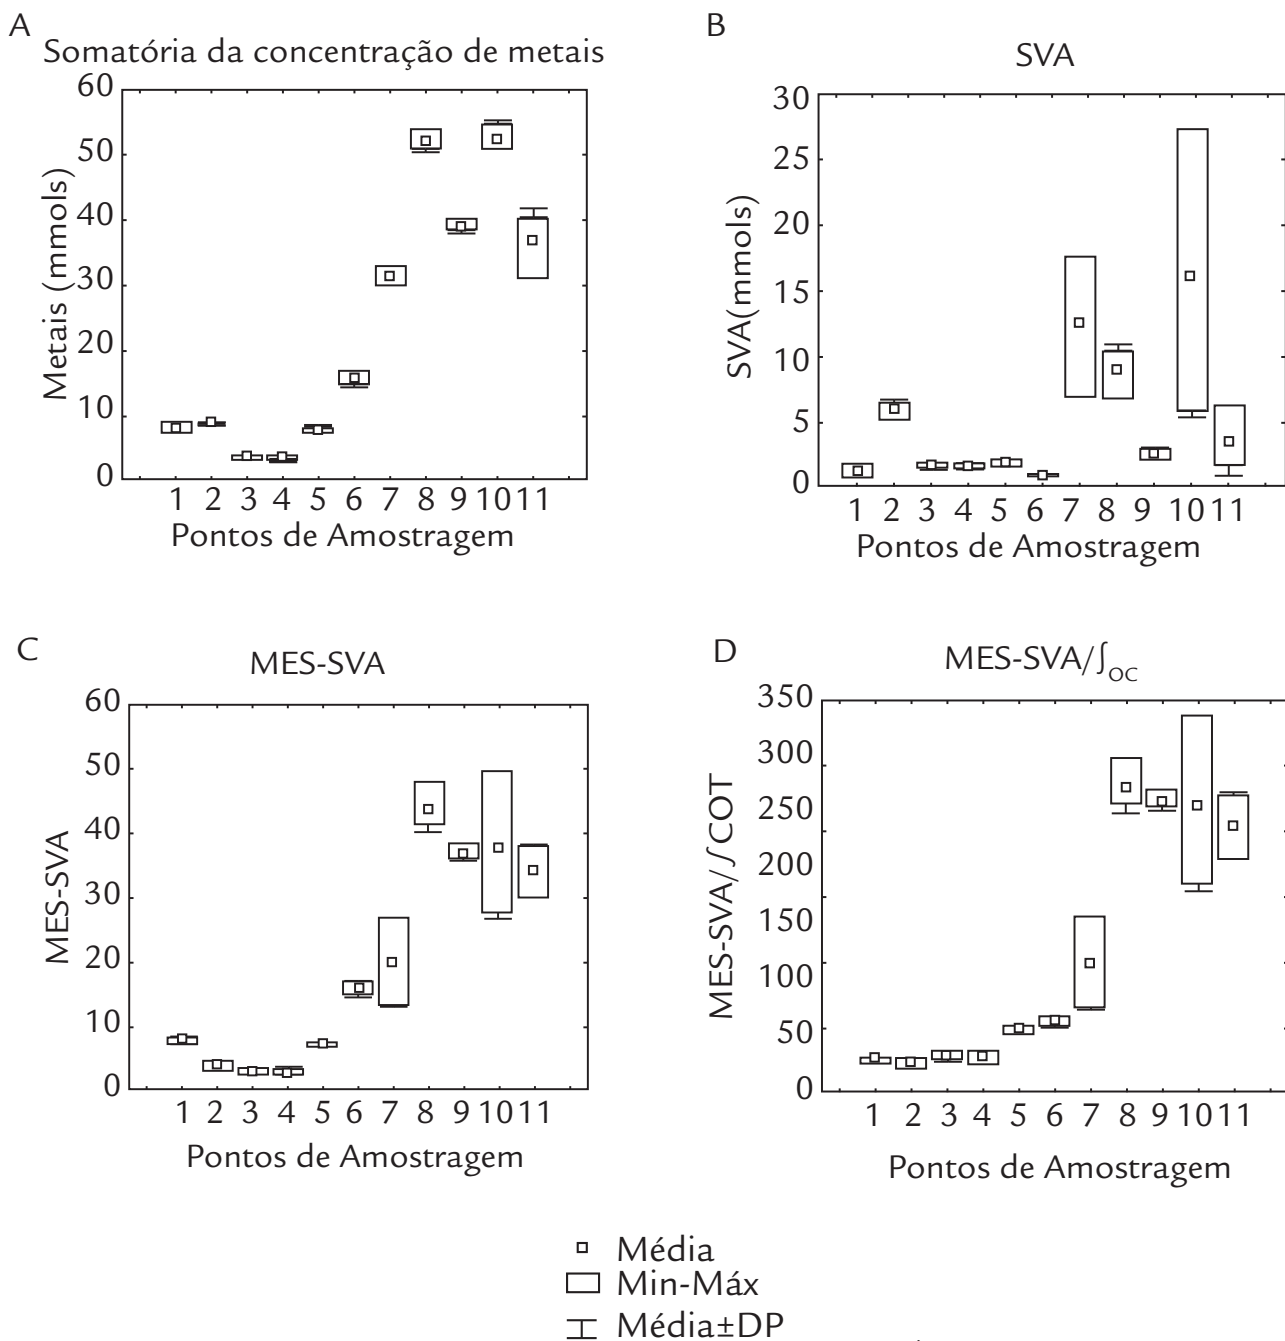 A
Somatória da concentração de metais
60
50
40
30
20
10
0
Metais (mmols)
1 2 3 4 5 6 7 8 9 10 11
Pontos de Amostragem
B
SVA
30
25
20
15
10
5
0
SVA(mmols)
1 2 3 4 5 6 7 8 9 10 11
Pontos de Amostragem
C
MES-SVA
60
50
40
30
20
10
0
MES-SVA
1 2 3 4 5 6 7 8 9 10 11
Pontos de Amostragem
D
MES-SVA/∫OC
350
300
250
200
150
100
50
0
MES-SVA/∫COT
1 2 3 4 5 6 7 8 9 10 11
Pontos de Amostragem
Média
Min-Máx
Média±DP